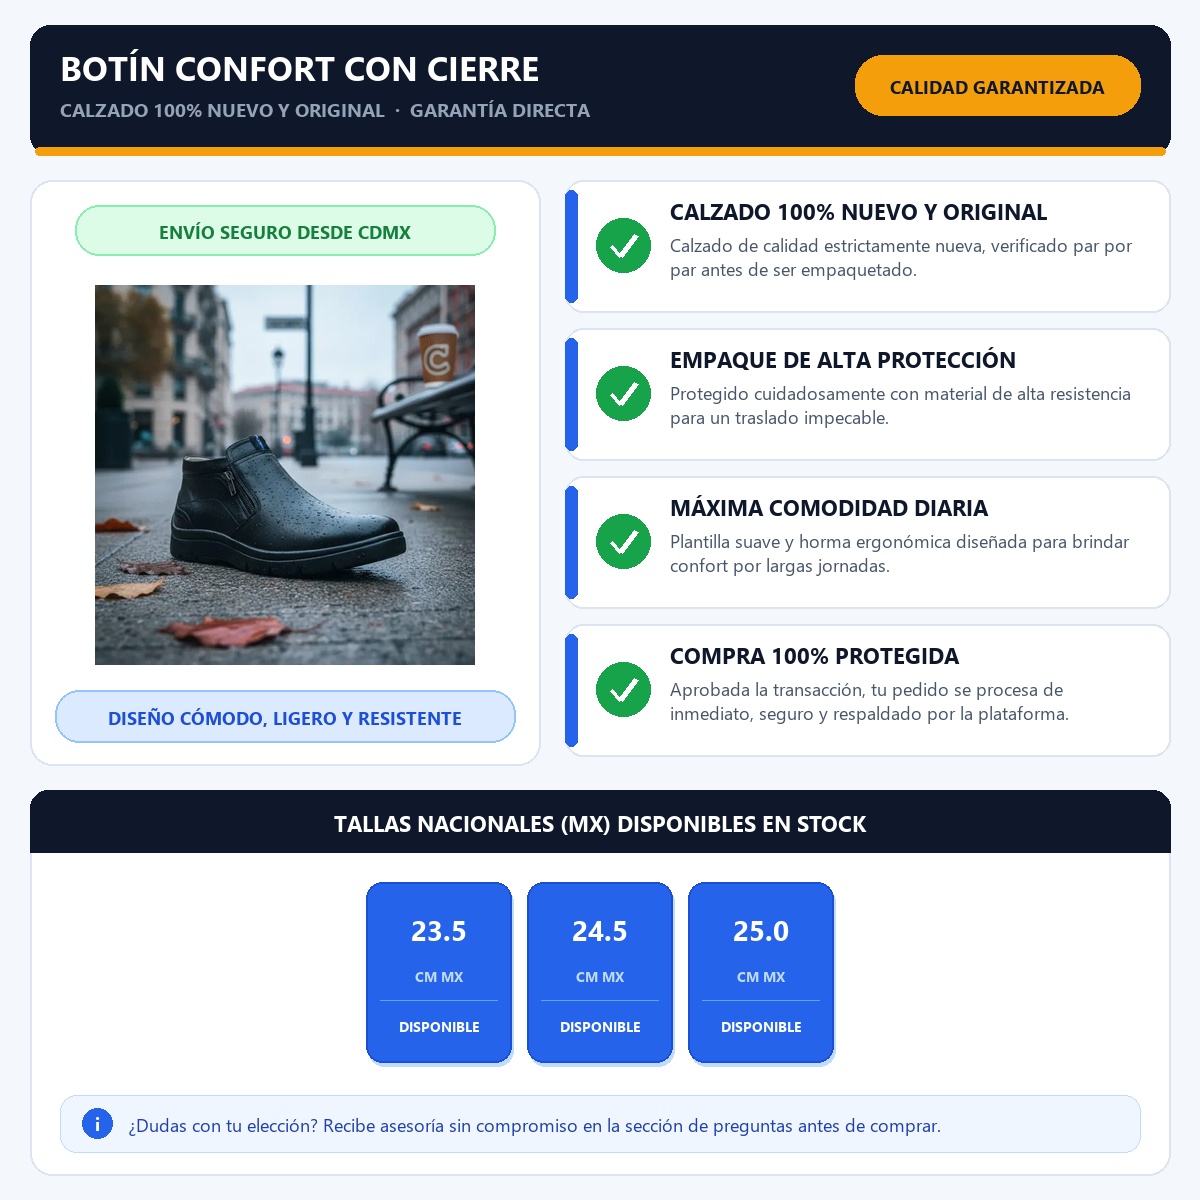 BOTÍN CONFORT CON CIERRE
CALZADO 100% NUEVO Y ORIGINAL · GARANTÍA DIRECTA
CALIDAD GARANTIZADA
ENVÍO SEGURO DESDE CDMX
C
DISEÑO CÓMODO, LIGERO Y RESISTENTE
CALZADO 100% NUEVO Y ORIGINAL
Calzado de calidad estrictamente nueva, verificado par por
par antes de ser empaquetado.
EMPAQUE DE ALTA PROTECCIÓN
Protegido cuidadosamente con material de alta resistencia
para un traslado impecable.
MÁXIMA COMODIDAD DIARIA
Plantilla suave y horma ergonómica diseñada para brindar
confort por largas jornadas.
COMPRA 100% PROTEGIDA
Aprobada la transacción, tu pedido se procesa de
inmediato, seguro y respaldado por la plataforma.
TALLAS NACIONALES (MX) DISPONIBLES EN STOCK
23.5
CM MX
DISPONIBLE
24.5
CM MX
DISPONIBLE
25.0
CM MX
DISPONIBLE
¿Dudas con tu elección? Recibe asesoría sin compromiso en la sección de preguntas antes de comprar.